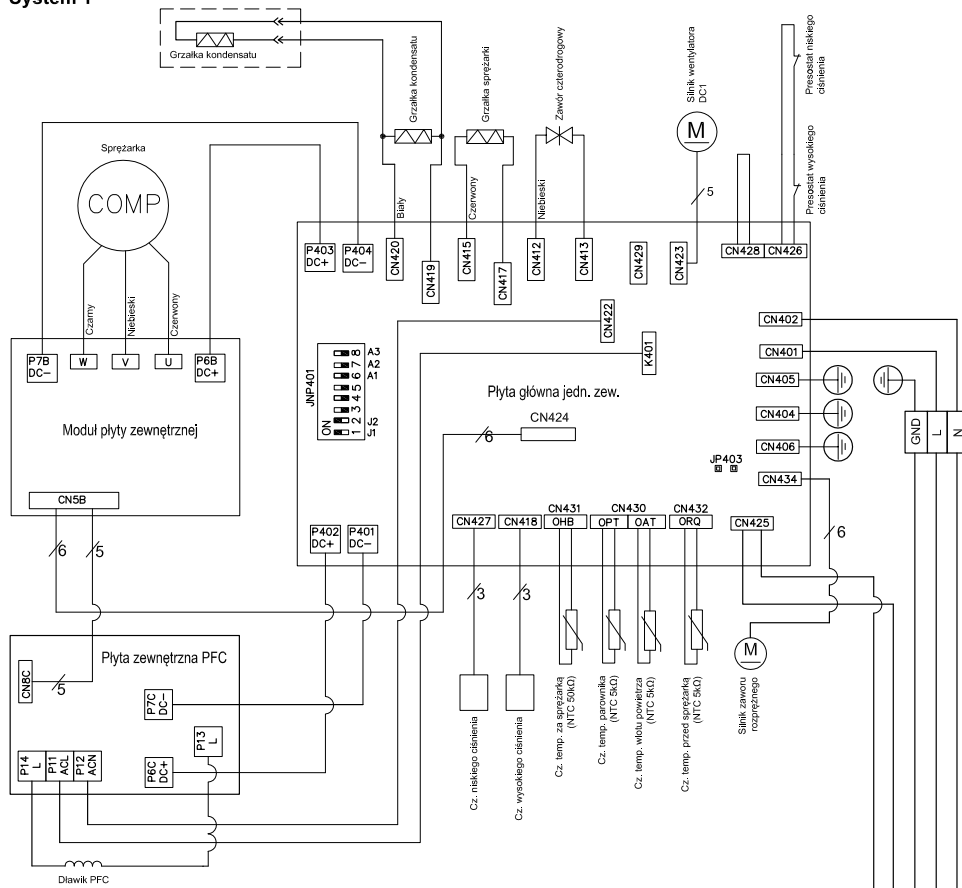 System 1
Grzałka kondensatu
Grzałka kondensatu
Grzałka sprężarki
Zawór czterodrogowy
Silnik wentylatora
DC1
M
5
Presostat niskiego
ciśnienia
Presostat wysokiego
ciśnienia
Sprężarka
COMP
Czarny
Niebieski
Czerwony
Biały
Czerwony
Niebieski
P403
DC+
P404
DC-
CN420
CN419
CN415
CN417
CN412
CN413
CN429
CN423
CN428
CN426
P7B
DC-
W
V
U
P6B
DC+
Moduł płyty zewnętrznej
CN5B
6
5
JNP401
ON
8
7
6
5
4
3
2
1
A3
A2
A1
J2
J1
CN422
K401
Płyta główna jedn. zew.
CN424
6
CN402
CN401
CN405
CN404
CN406
JP403
CN434
GND
L
N
P402
DC+
P401
DC-
CN427
CN418
CN431
OHB
CN430
OPT
OAT
CN432
ORQ
CN425
6
3
3
Płyta zewnętrzna PFC
CN8C
5
P7C
DC-
P13
L
P14
L
P11
ACL
P12
ACN
P6C
DC+
Dławik PFC
Cz. niskiego ciśnienia
Cz. wysokiego ciśnienia
Cz. temp. za sprężarką
(NTC 50kΩ)
Cz. temp. parownika
(NTC 5kΩ)
Cz. temp. wlotu powietrza
(NTC 5kΩ)
Cz. temp. przed sprężarką
(NTC 5kΩ)
M
Silnik zaworu
rozprężnego